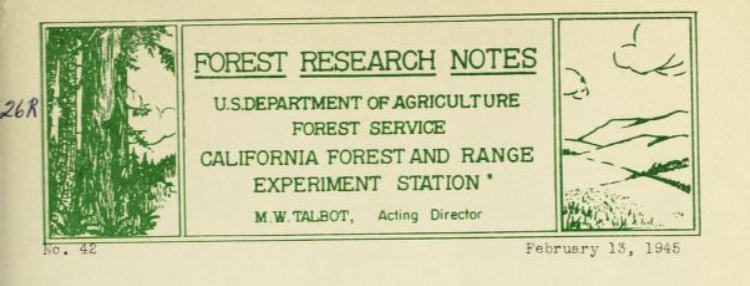 FOREST RESEARCH NOTES
U.S.DEPARTMENT OF AGRICULTURE
FOREST SERVICE
CALIFORNIA FOREST AND RANGE
EXPERIMENT STATION *
M.W. TALBOT, Acting Director
26R
No. 42 February 13, 1945